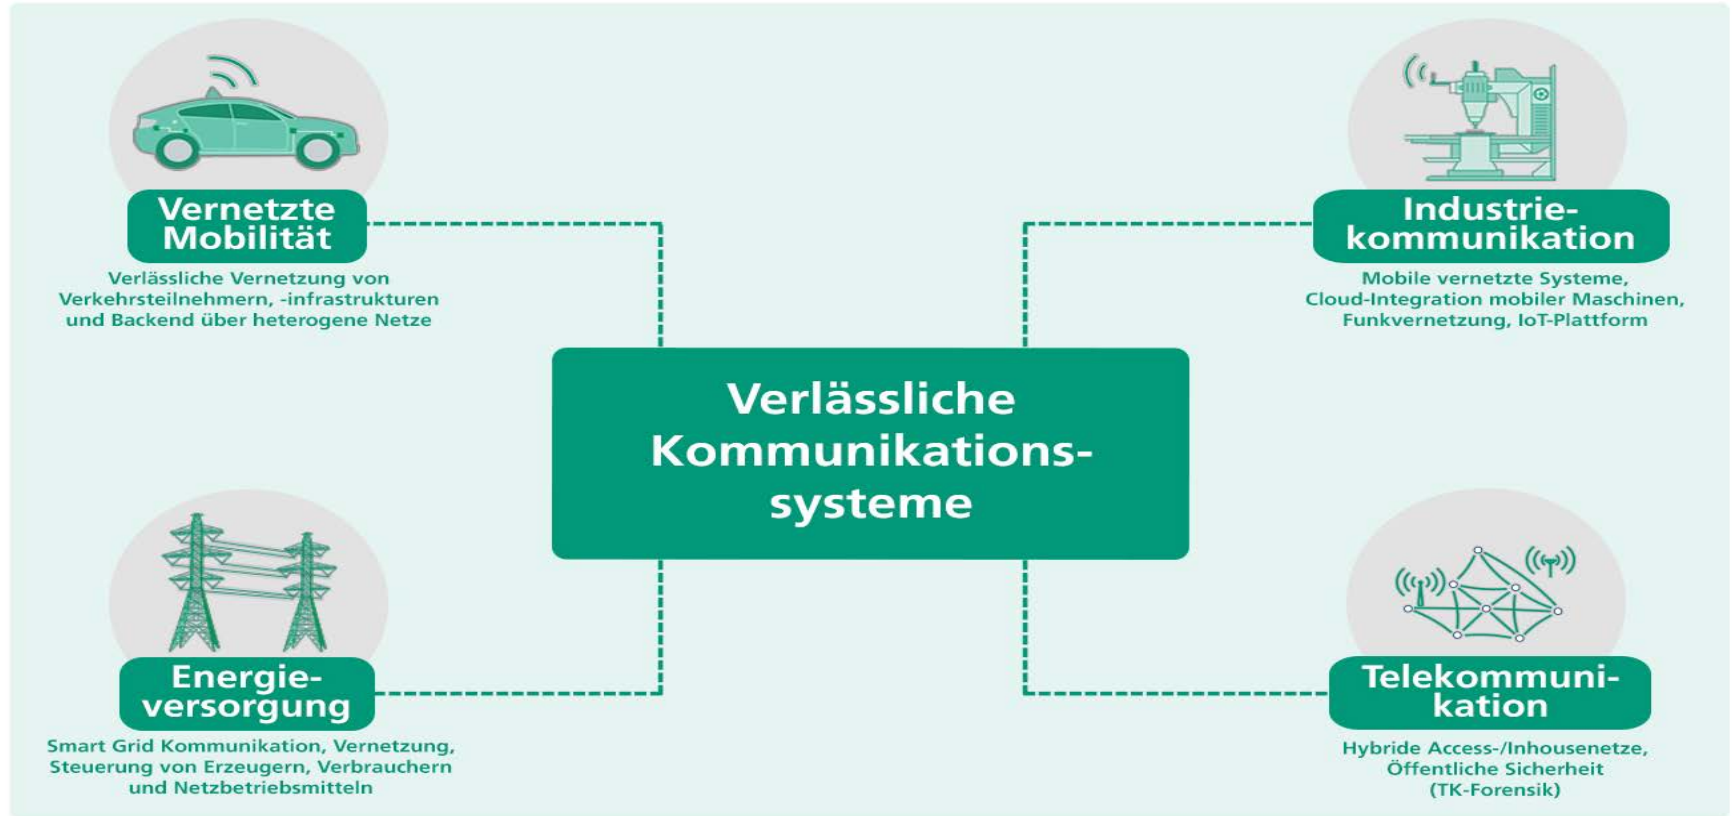 Vernetzte
Mobilität
Verlässliche Vernetzung von
Verkehrsteilnehmern, -infrastrukturen
und Backend über heterogene Netze
Industrie-
kommunikation
Mobile vernetzte Systeme,
Cloud-Integration mobiler Maschinen,
Funkvernetzung, IoT-Plattform
Verlässliche
Kommunikations-
systeme
Energie-
versorgung
Smart Grid Kommunikation, Vernetzung,
Steuerung von Erzeugern, Verbrauchern
und Netzbetriebsmitteln
Telekommuni-
kation
Hybride Access-/Inhousenetze,
Öffentliche Sicherheit
(TK-Forensik)